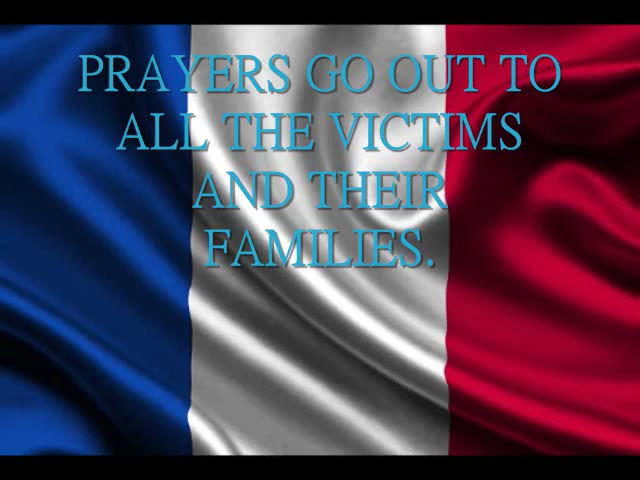 PRAYERS GO OUT TO
ALL THE VICTIMS
AND THEIR
FAMILIES.